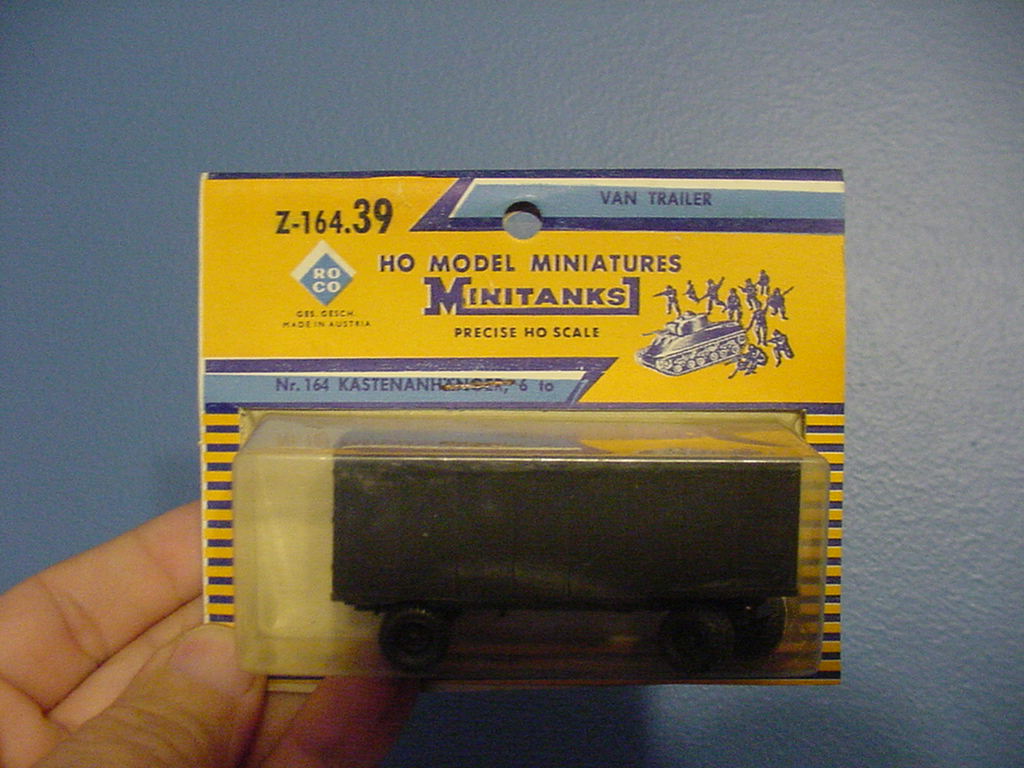 VAN TRAILER
Z-164.39
RO
CO
GES. GESCH.
MADE IN AUSTRIA
HO MODEL MINIATURES
MINITANKS
PRECISE HO SCALE
Nr. 164 KASTENANHÄNGER, 6 to